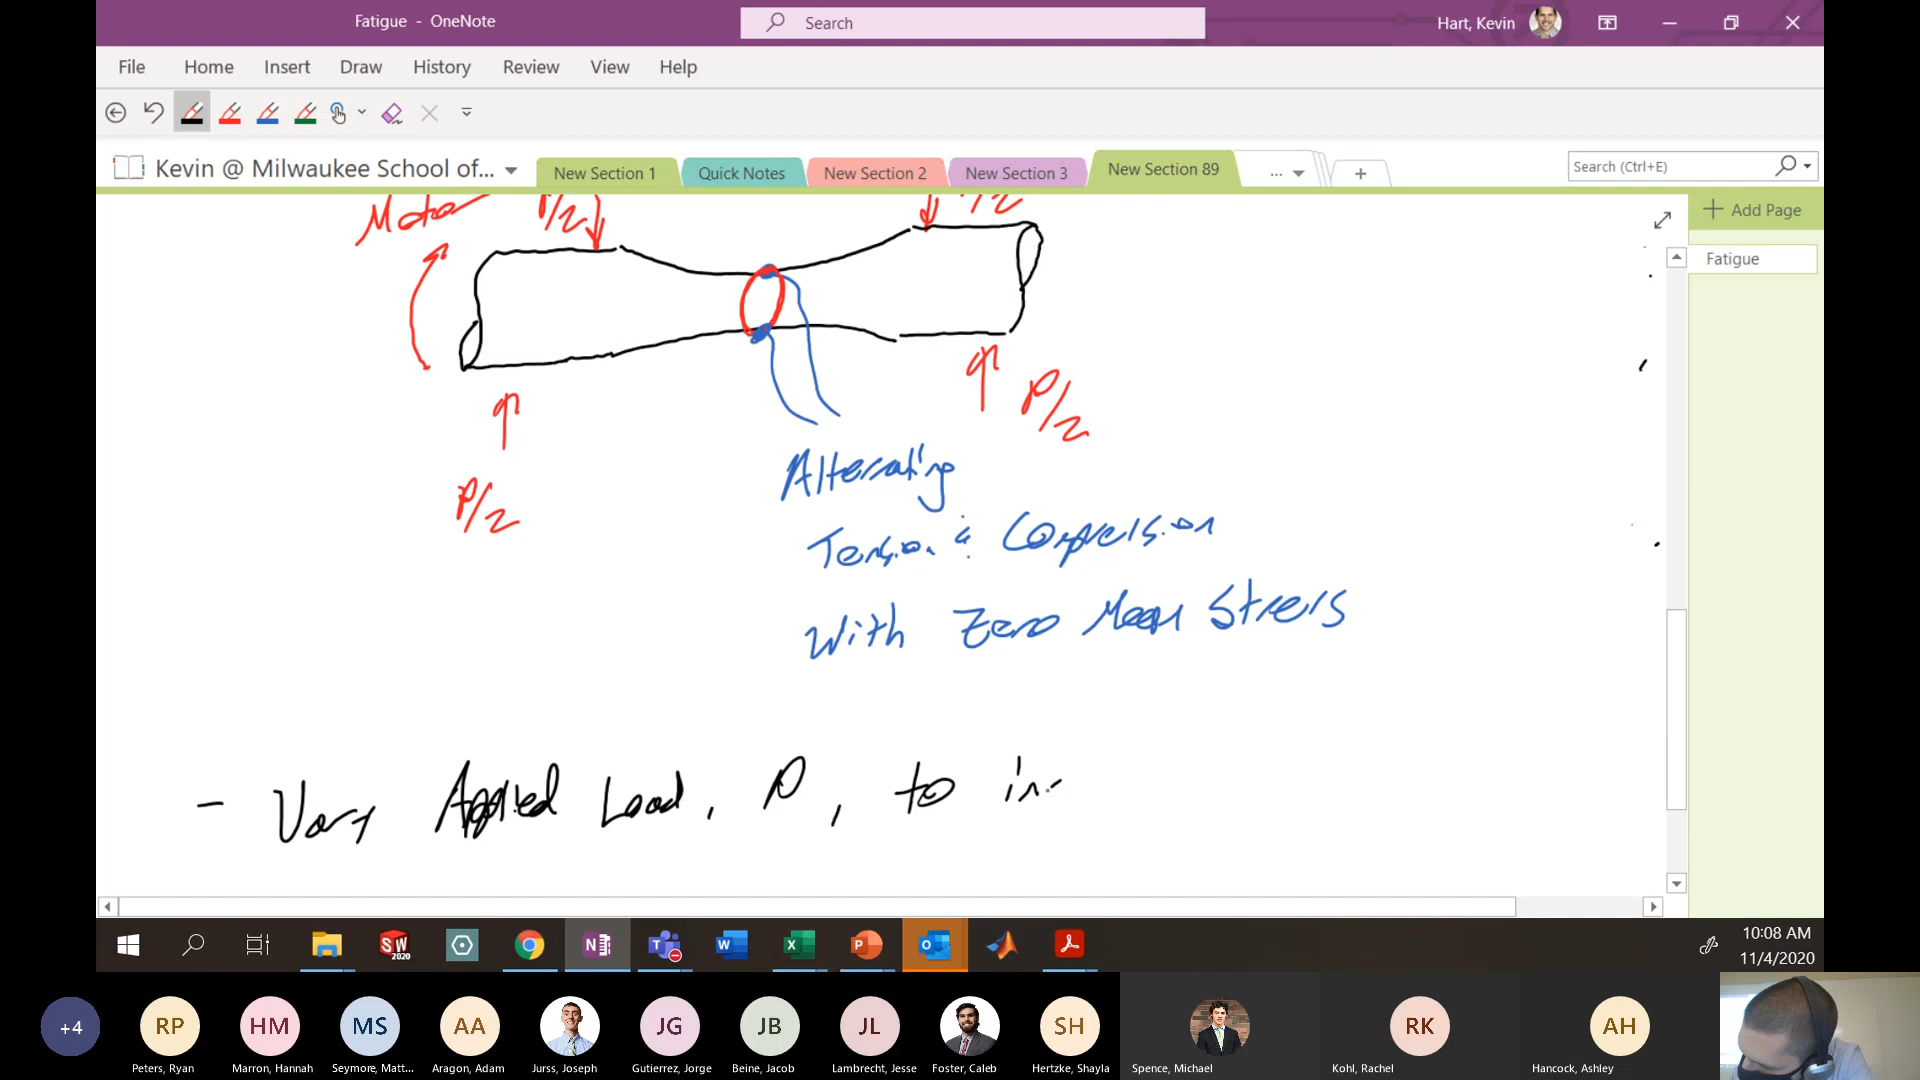 Fatigue - OneNote
Search
Hart, Kevin
File Home Insert Draw History Review View Help
Kevin @ Milwaukee School of...
New Section 1
Quick Notes
New Section 2
New Section 3
New Section 89
...
Search (Ctrl+E)
Add Page
Fatigue
Motor
P/2
P/2
P/2
P/2
Alternating
Tension & Compression
With Zero Mean Stress
- Vary Applied Load, P, to in
SW
2020
10:08 AM
11/4/2020
+4
RP
HM
MS
AA
JG
JB
JL
SH
RK
AH
Peters, Ryan
Marron, Hannah
Seymore, Matt...
Aragon, Adam
Jurss, Joseph
Gutierrez, Jorge
Beine, Jacob
Lambrecht, Jesse
Foster, Caleb
Hertzke, Shayla
Spence, Michael
Kohl, Rachel
Hancock, Ashley